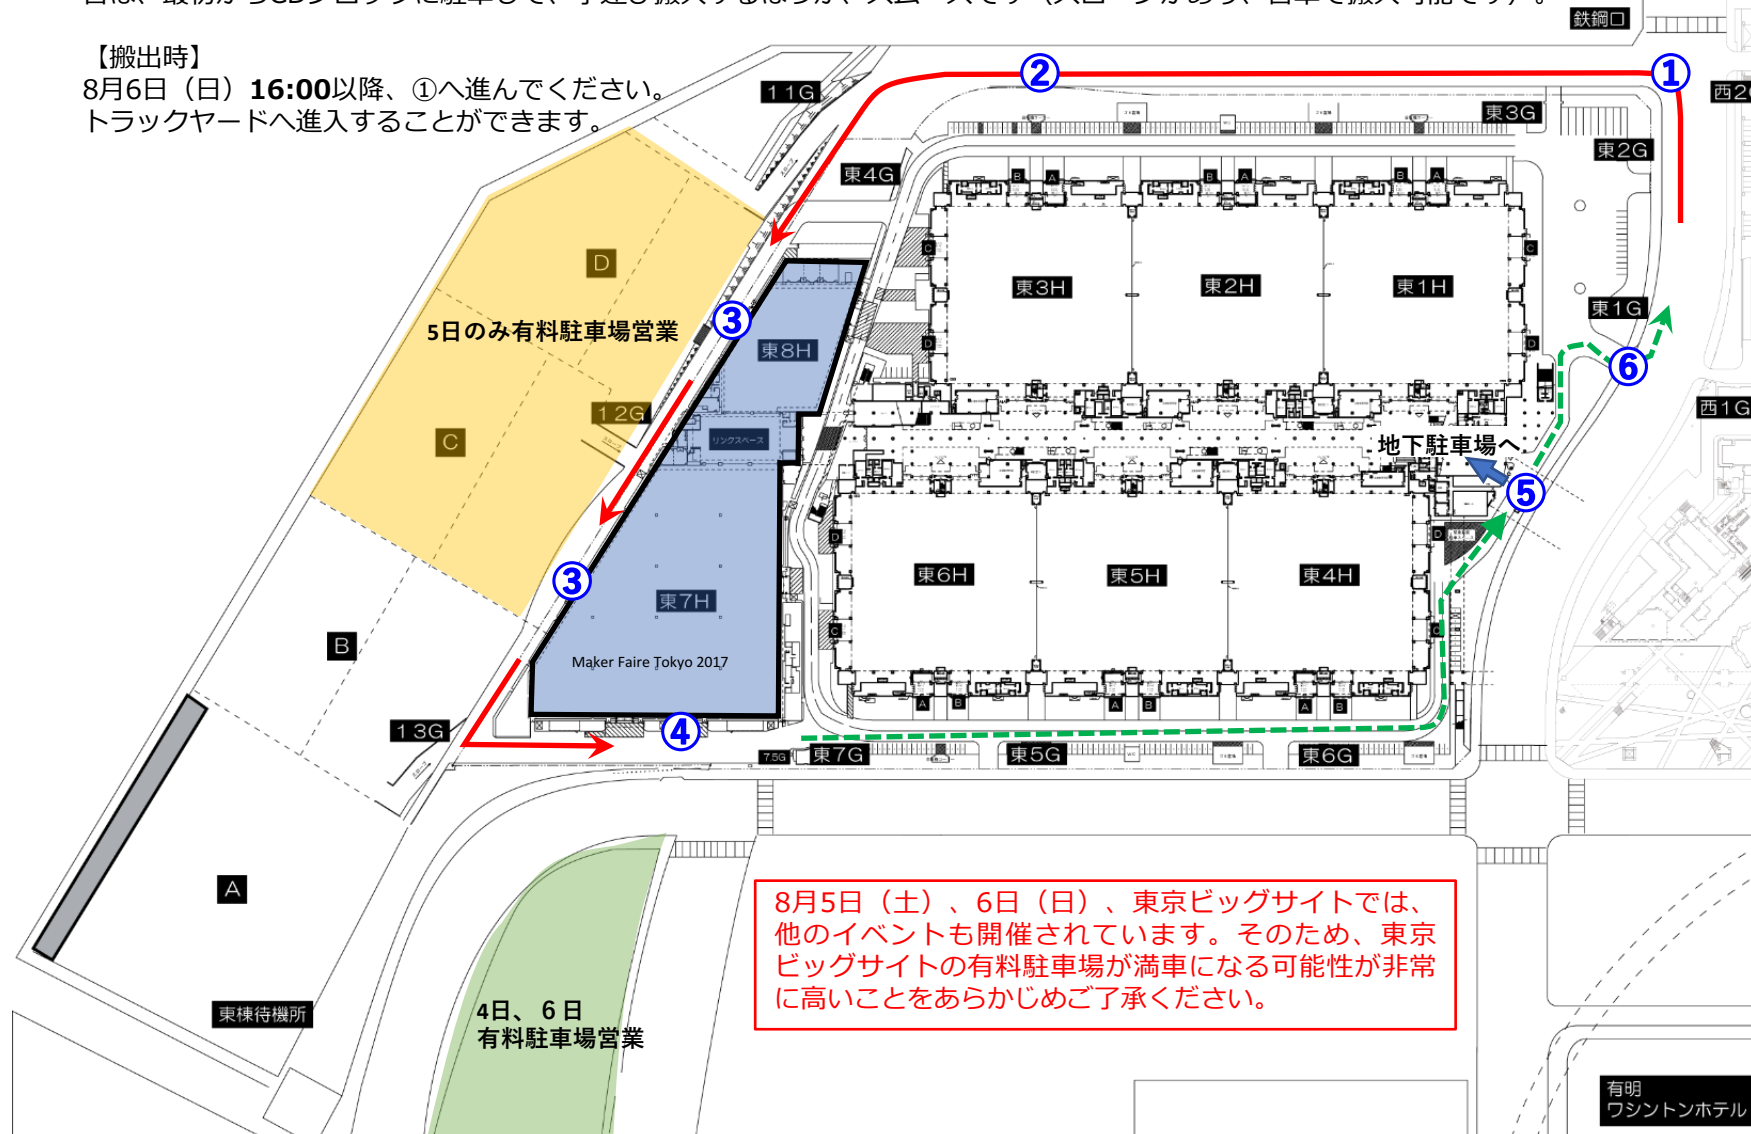 【搬出時】
8月6日（日）16:00以降、①へ進んでください。
トラックヤードへ進入することができます。
鉄鋼口
①
②
11G
西2G
東3G
東2G
東4G
B
A
B
A
B
A
C
C
D
東3H
東2H
東1H
東1G
5日のみ有料駐車場営業
③
東8H
D
D
⑥
12G
西1G
C
リンクスペース
地下駐車場へ
⑤
D
D
東6H
東5H
東4H
③
東7H
C
C
B
Maker Faire Tokyo 2017
A
B
A
B
A
B
13G
④
7.5G
東7G
東5G
東6G
A
8月5日（土）、6日（日）、東京ビッグサイトでは、
他のイベントも開催されています。そのため、東京
ビッグサイトの有料駐車場が満車になる可能性が非常
に高いことをあらかじめご了承ください。
東棟待機所
4日、６日
有料駐車場営業
有明
ワシントンホテル